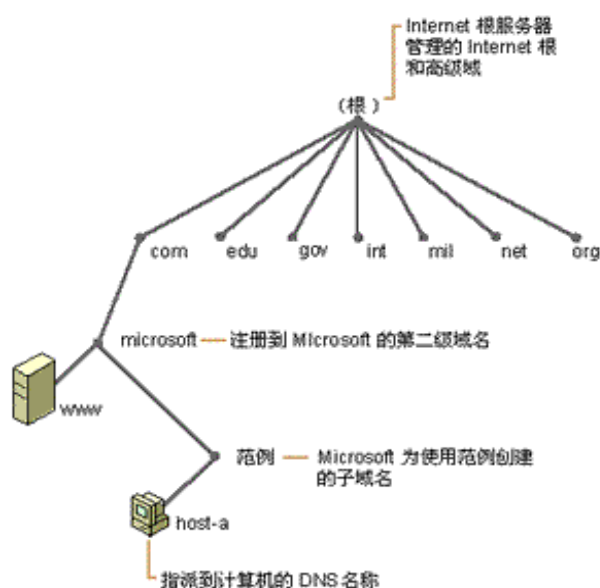 Internet 根服务器
管理的 Internet 根
和高级域
（根）
com edu gov int mil net org
microsoft 注册到 Microsoft 的第二级域名
www
范例 Microsoft 为使用范例创建
的子域名
host-a
指派到计算机的 DNS 名称